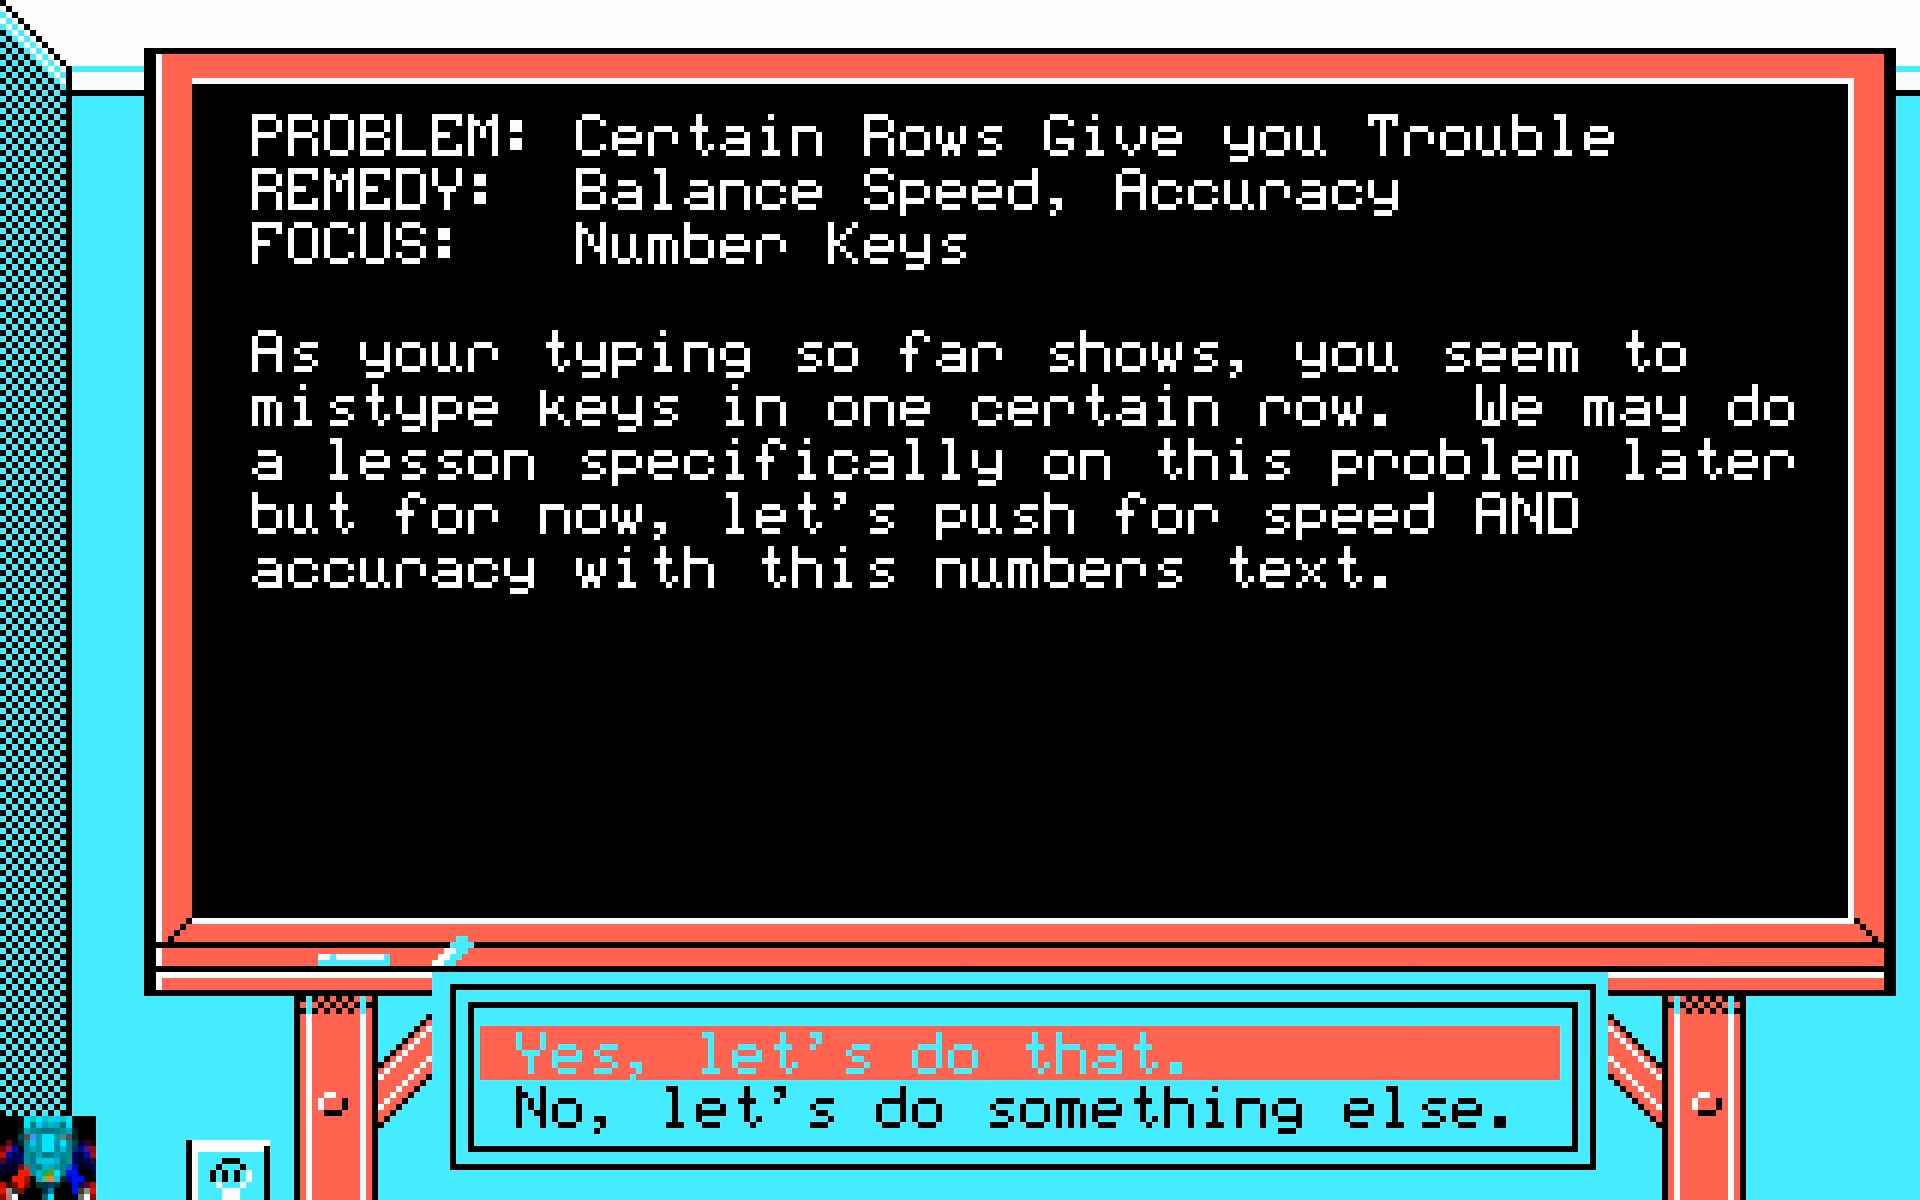 PROBLEM: Certain Rows Give you Trouble
REMEDY: Balance Speed, Accuracy
FOCUS: Number Keys
As your typing so far shows, you seem to
mistype keys in one certain row. We may do
a lesson specifically on this problem later
but for now, let's push for speed AND
accuracy with this numbers text.
Yes, let's do that.
No, let's do something else.